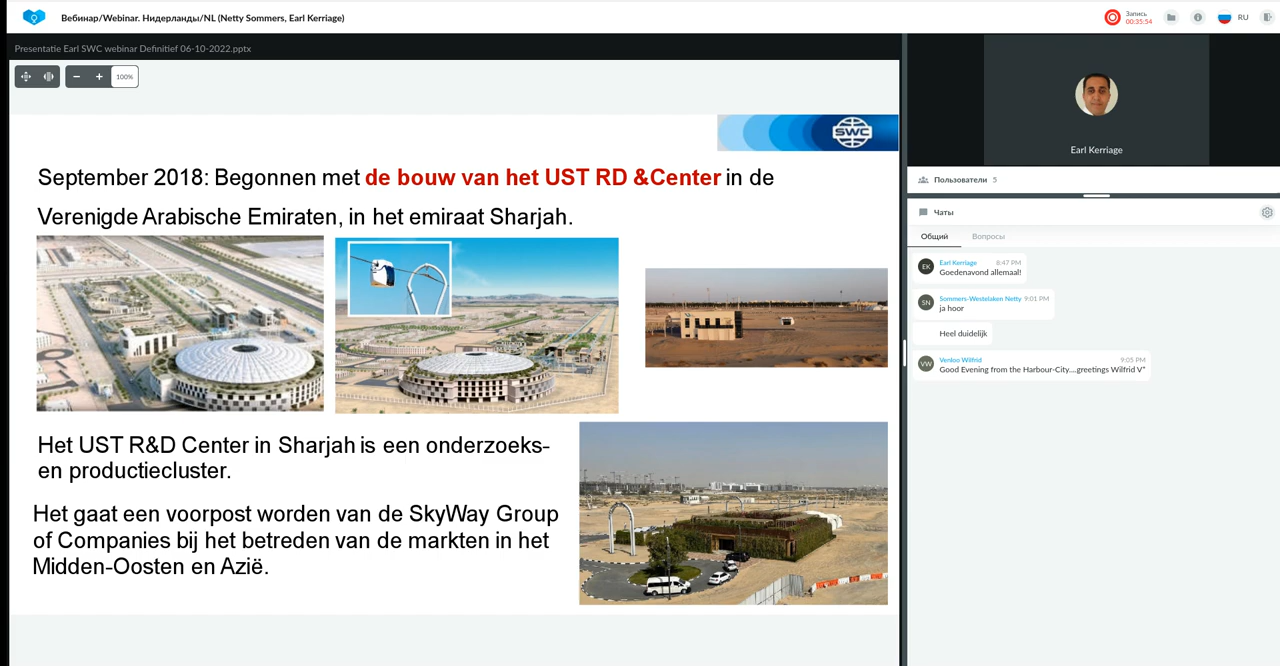 Вебинар/Webinar. Нидерланды/NL (Netty Sommers, Earl Kerriage)
Запись
00:35:54
RU
Presentatie Earl SWC webinar Definitief 06-10-2022.pptx
100%
SWC
September 2018: Begonnen met de bouw van het UST RD &Center in de
Verenigde Arabische Emiraten, in het emiraat Sharjah.
Het UST R&D Center in Sharjah is een onderzoeks-
en productiecluster.
Het gaat een voorpost worden van de SkyWay Group
of Companies bij het betreden van de markten in het
Midden-Oosten en Azië.
Earl Kerriage
Пользователи 5
Чаты
Общий Вопросы
EK
Earl Kerriage 8:47 PM
Goedenavond allemaal!
SN
Sommers-Westelaken Netty 9:01 PM
ja hoor
Heel duidelijk
VW
Venloo Wilfrid 9:05 PM
Good Evening from the Harbour-City....greetings Wilfrid V"